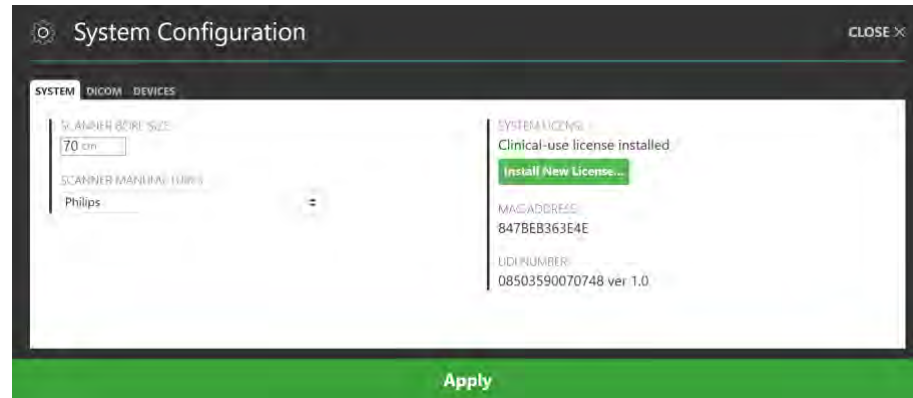 System Configuration
CLOSE ×
SYSTEM DICOM DEVICES
SCANNER BORE SIZE
70 cm
SCANNER MANUFACTURER
Philips
SYSTEM LICENSE
Clinical-use license installed
Install New License...
MAC ADDRESS
847BEB363E4E
UDI NUMBER
08503590070748 ver 1.0
Apply